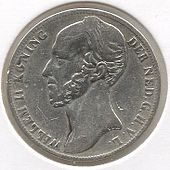 WILLEM II KONING
DER NED. G.H.V.L.